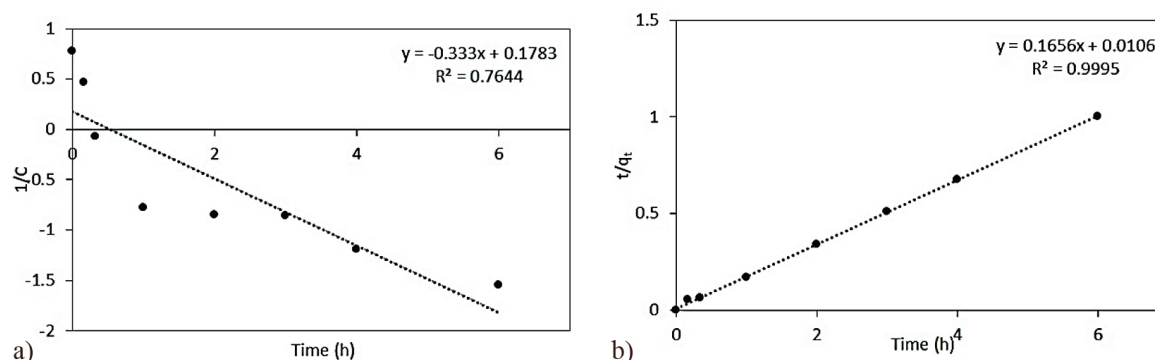 1
0.5
0
-0.5
-1
-1.5
-2
0
2
4
6
1/C
Time (h)
y = -0.333x + 0.1783
R² = 0.7644
a)
1.5
1
0.5
0
0
2
4
6
t/qₜ
Time (h)
y = 0.1656x + 0.0106
R² = 0.9995
b)